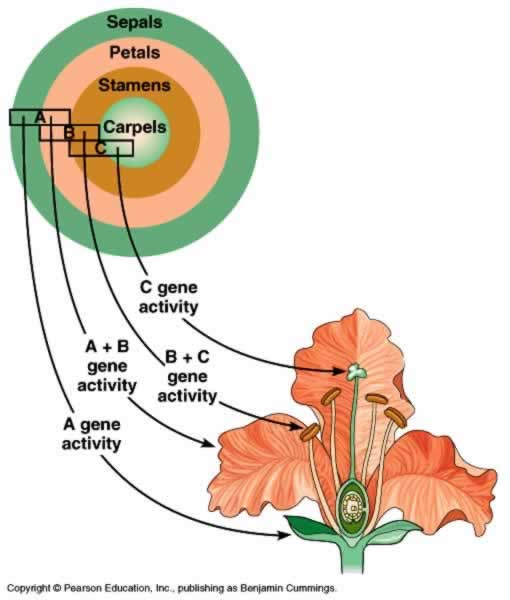 Sepals
Petals
Stamens
Carpels
A
B
C
C gene
activity
A + B
gene
activity
B + C
gene
activity
A gene
activity
Copyright © Pearson Education, Inc., publishing as Benjamin Cummings.